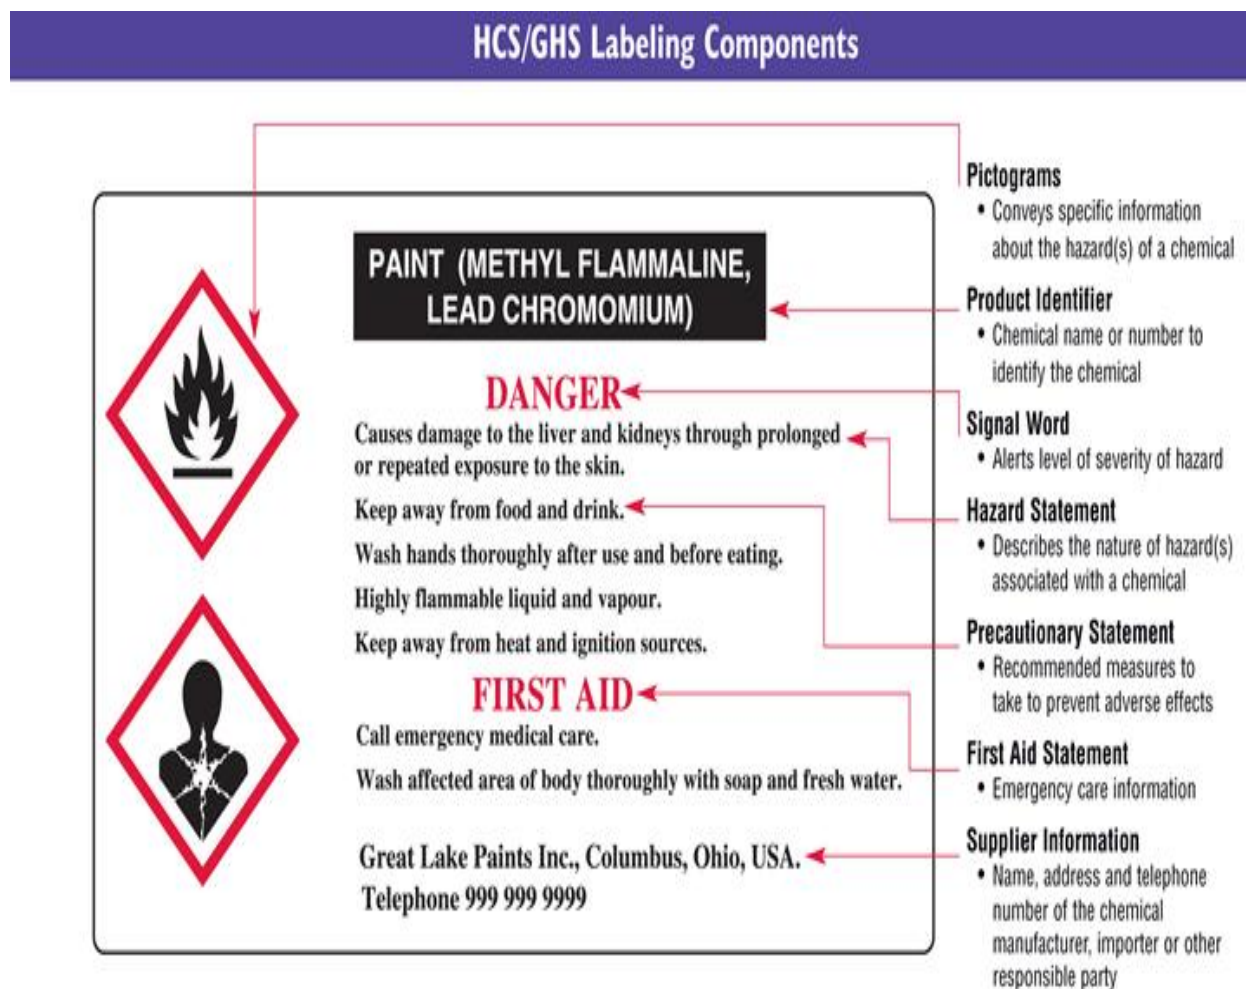 HCS/GHS Labeling Components
PAINT (METHYL FLAMMALINE,
LEAD CHROMOMIUM)
DANGER
Causes damage to the liver and kidneys through prolonged
or repeated exposure to the skin.
Keep away from food and drink.
Wash hands thoroughly after use and before eating.
Highly flammable liquid and vapour.
Keep away from heat and ignition sources.
FIRST AID
Call emergency medical care.
Wash affected area of body thoroughly with soap and fresh water.
Great Lake Paints Inc., Columbus, Ohio, USA.
Telephone 999 999 9999
Pictograms
• Conveys specific information
about the hazard(s) of a chemical
Product Identifier
• Chemical name or number to
identify the chemical
Signal Word
• Alerts level of severity of hazard
Hazard Statement
• Describes the nature of hazard(s)
associated with a chemical
Precautionary Statement
• Recommended measures to
take to prevent adverse effects
First Aid Statement
• Emergency care information
Supplier Information
• Name, address and telephone
number of the chemical
manufacturer, importer or other
responsible party